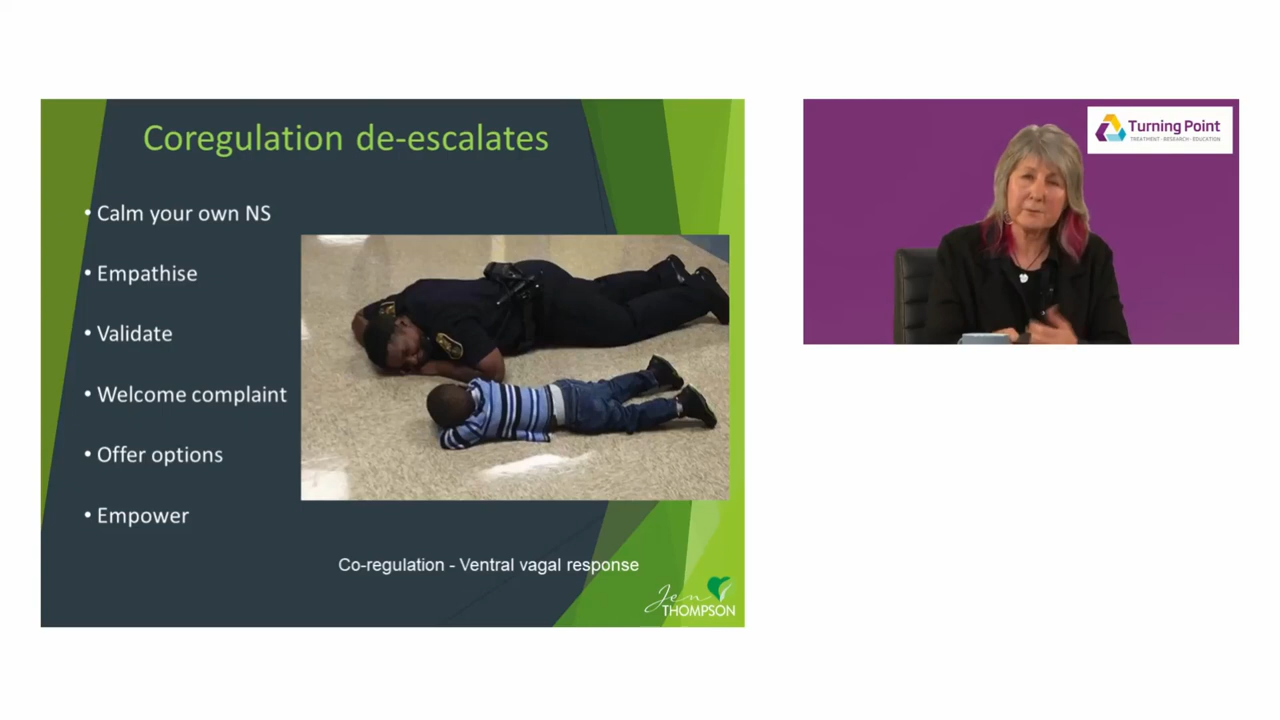 Coregulation de-escalates
• Calm your own NS
• Empathise
• Validate
• Welcome complaint
• Offer options
• Empower
Co-regulation - Ventral vagal response
Jen
THOMPSON
Turning Point
TREATMENT · RESEARCH · EDUCATION